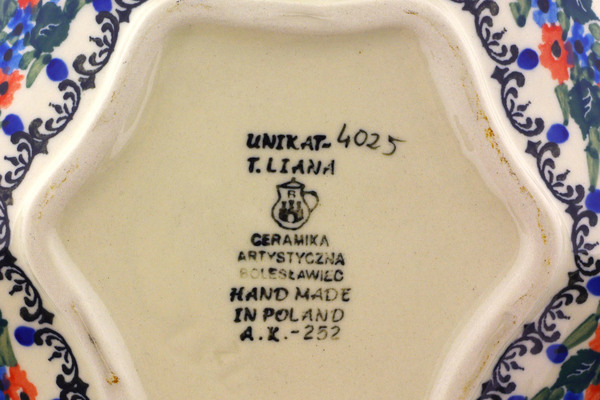 UNIKAT-4025
T. LIANA
CERAMIKA
ARTYSTYCZNA
BOLESŁAWIEC
HAND MADE
IN POLAND
A.K.-252